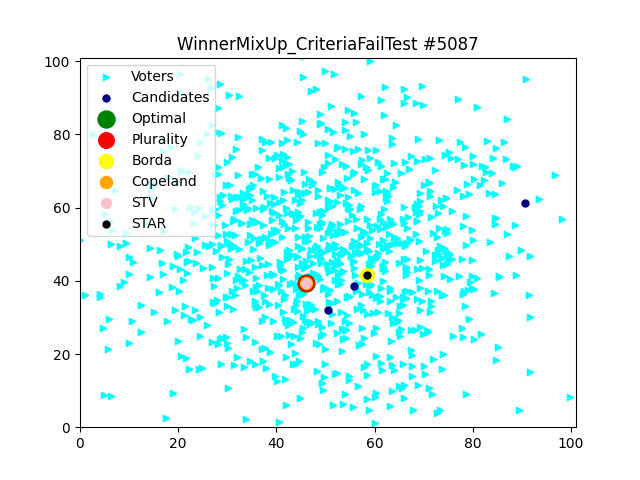 WinnerMixUp_CriteriaFailTest #5087
100
80
60
40
20
0
Voters
Candidates
Optimal
Plurality
Borda
Copeland
STV
STAR
0 20 40 60 80 100